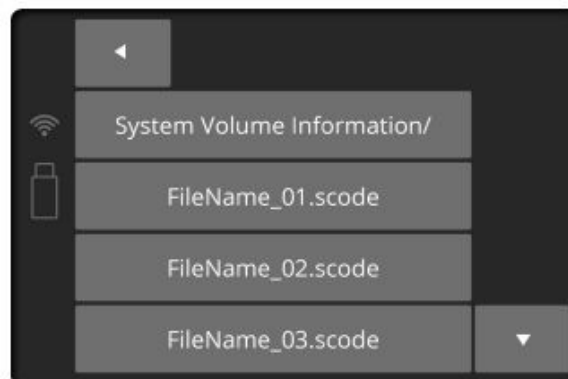 System Volume Information/
FileName_01.scode
FileName_02.scode
FileName_03.scode